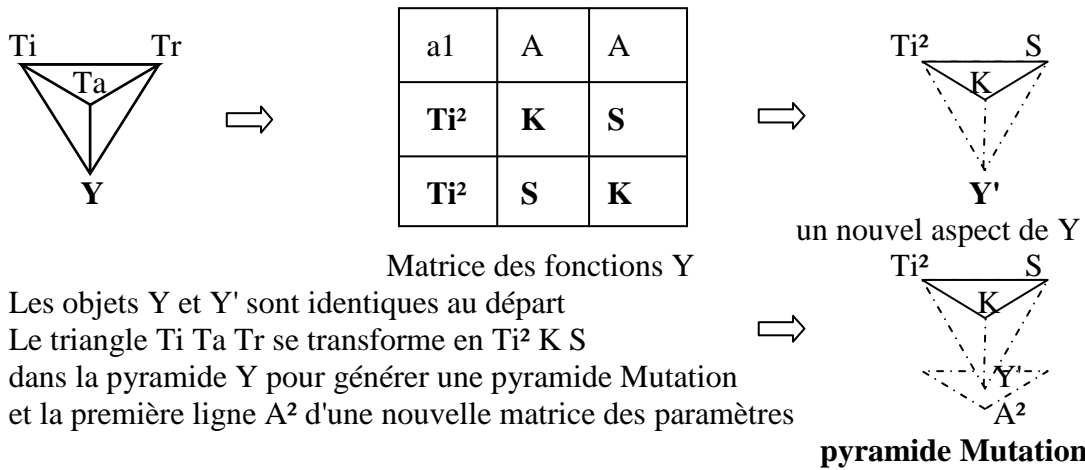 Ti Tr
Ta
Y
a1 A A
Ti² K S
Ti² S K
Matrice des fonctions Y
Ti² S
K
Y'
un nouvel aspect de Y
Les objets Y et Y' sont identiques au départ
Le triangle Ti Ta Tr se transforme en Ti² K S
dans la pyramide Y pour générer une pyramide Mutation
et la première ligne A² d'une nouvelle matrice des paramètres
Ti² S
K
Y'
A²
pyramide Mutation